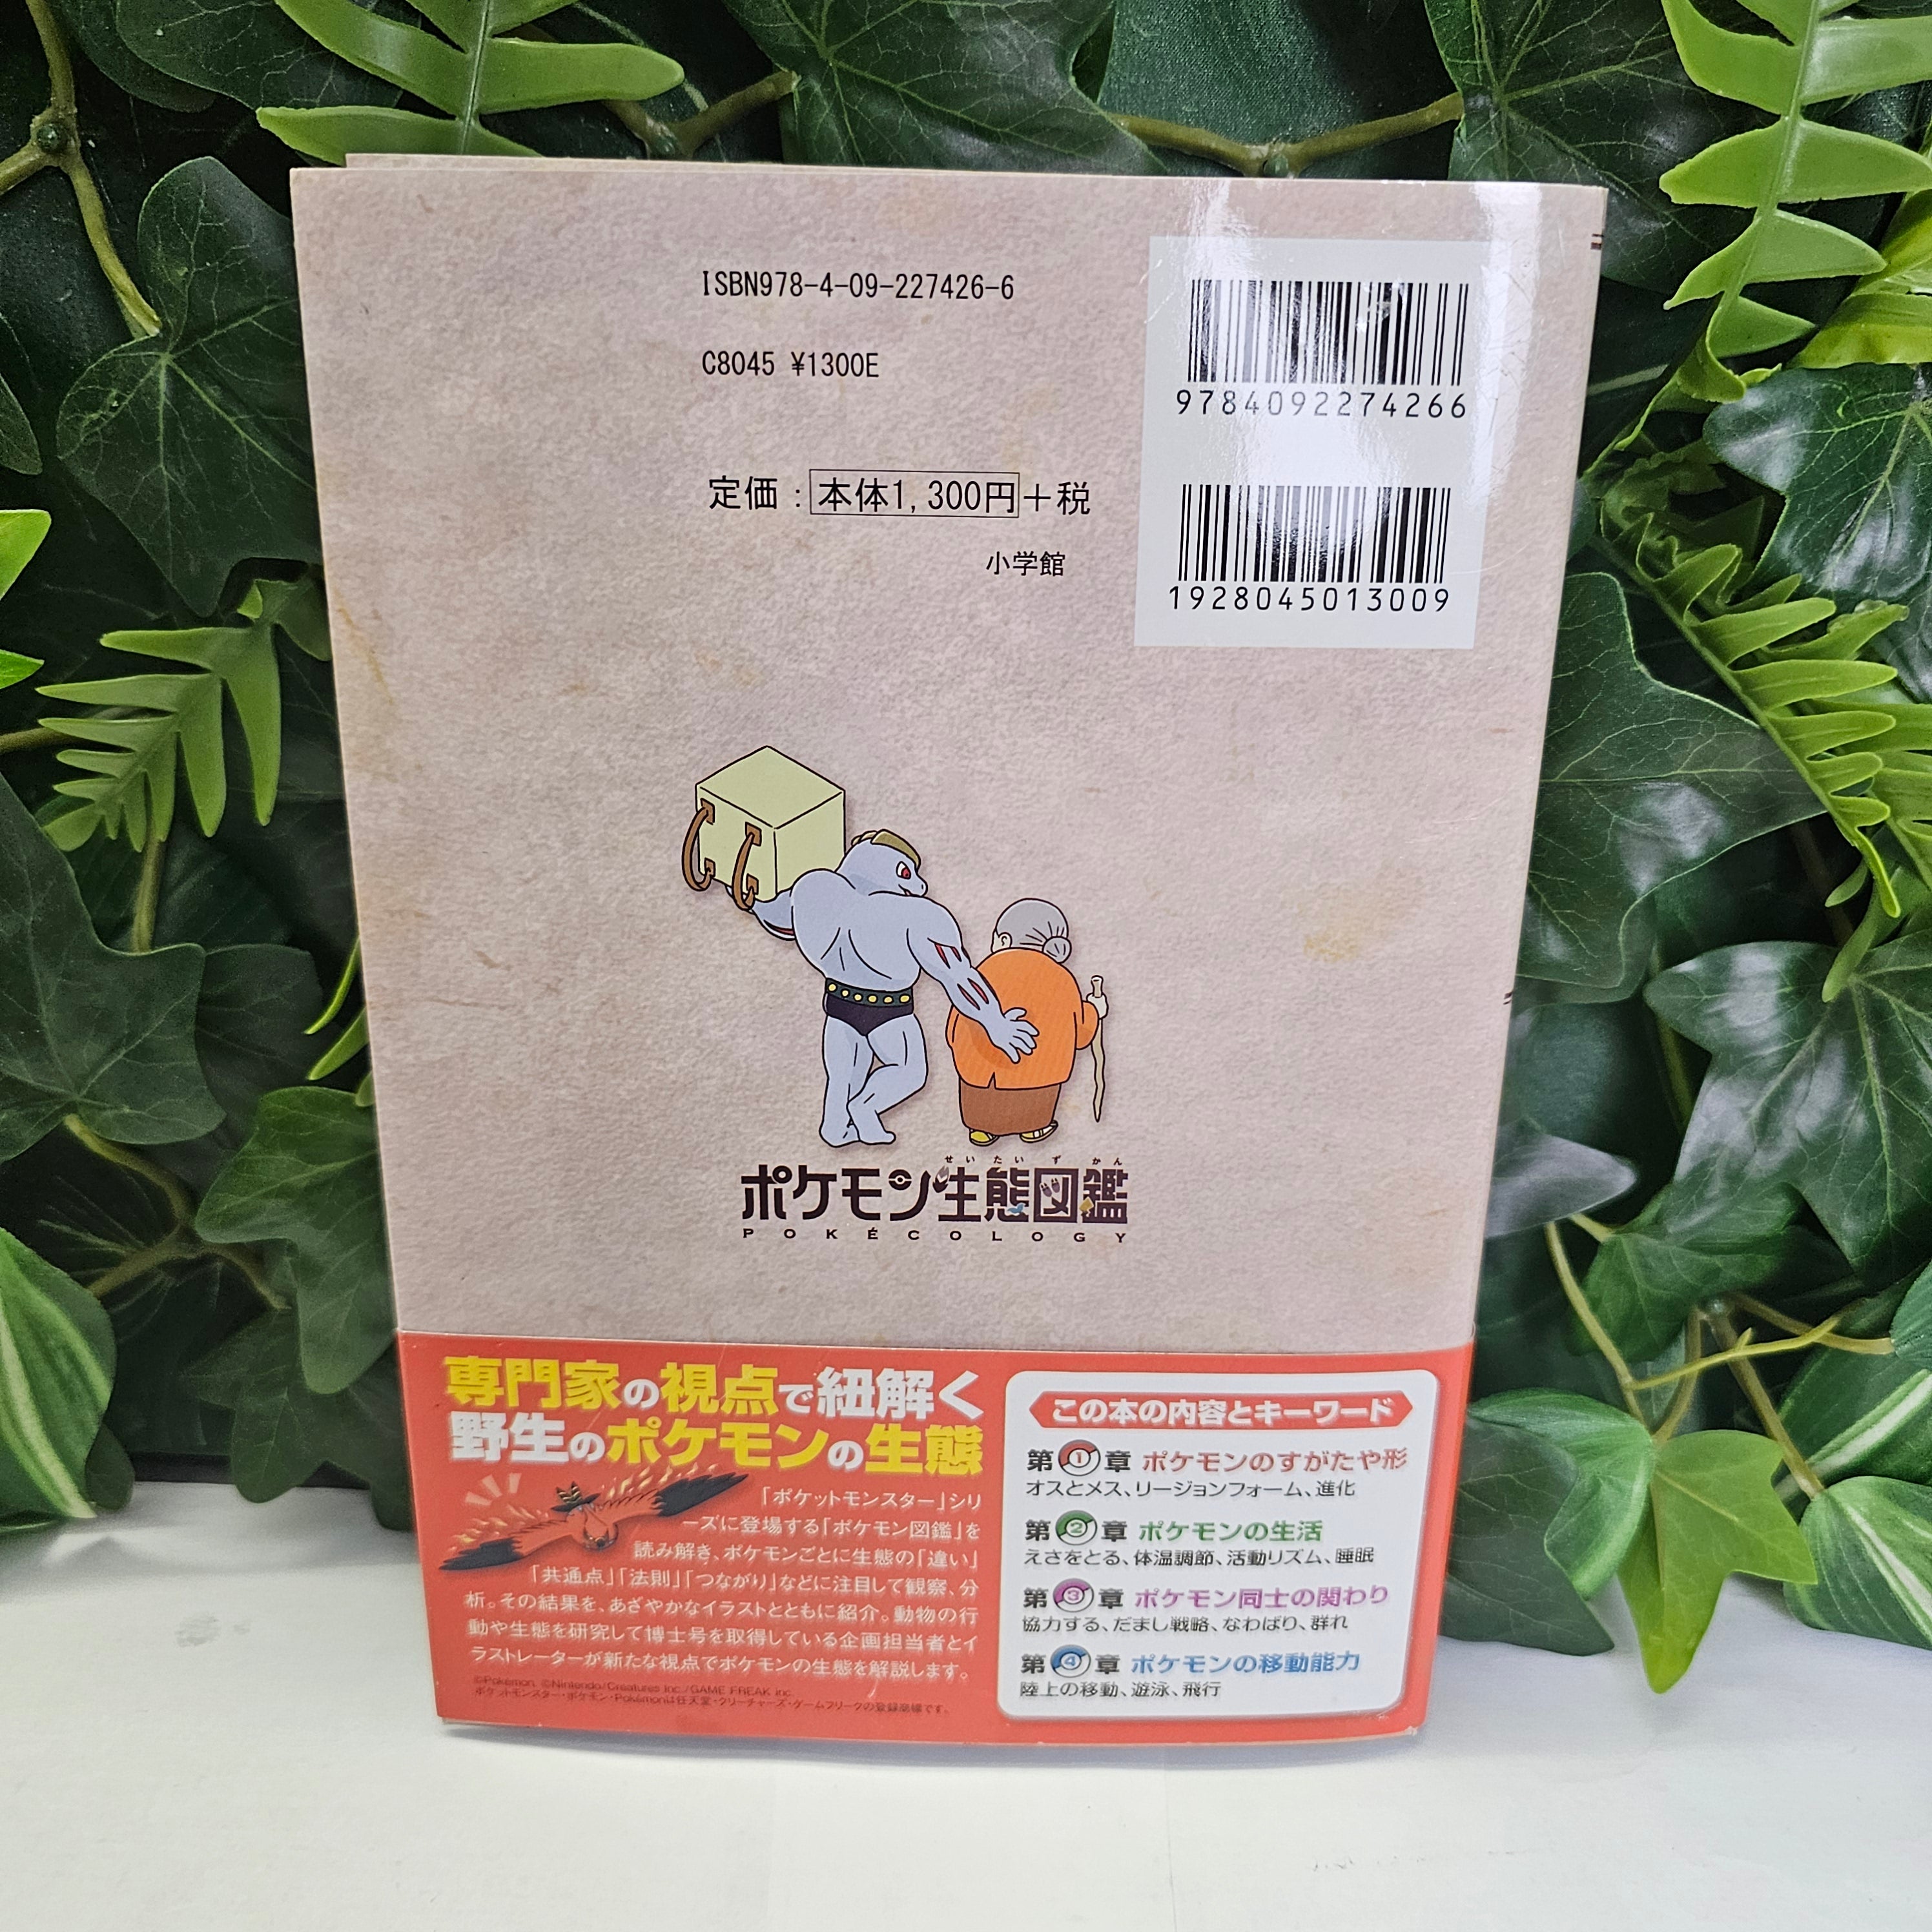 ISBN978-4-09-227426-6
C8045 ¥1300E
9784092274266
1928045013009
定価：本体1,300円＋税
小学館
せいたいずかん
ポケモン生態図鑑
POKÉCOLOGY
専門家の視点で紐解く
野生のポケモンの生態
「ポケットモンスター」シリ
ーズに登場する「ポケモン図鑑」を
読み解き、ポケモンごとに生態の「違い」
「共通点」「法則」「つながり」などに注目して観察、分
析。その結果を、あざやかなイラストとともに紹介。動物の行
動や生態を研究して博士号を取得している企画担当者とイ
ラストレーターが新たな視点でポケモンの生態を解説します。
©Pokémon. ©Nintendo/Creatures Inc./GAME FREAK inc.
ポケットモンスター・ポケモン・Pokémonは任天堂・クリーチャーズ・ゲームフリークの登録商標です。
この本の内容とキーワード
第1章 ポケモンのすがたや形
オスとメス、リージョンフォーム、進化
第2章 ポケモンの生活
えさをとる、体温調節、活動リズム、睡眠
第3章 ポケモン同士の関わり
協力する、だまし戦略、なわばり、群れ
第4章 ポケモンの移動能力
陸上の移動、遊泳、飛行